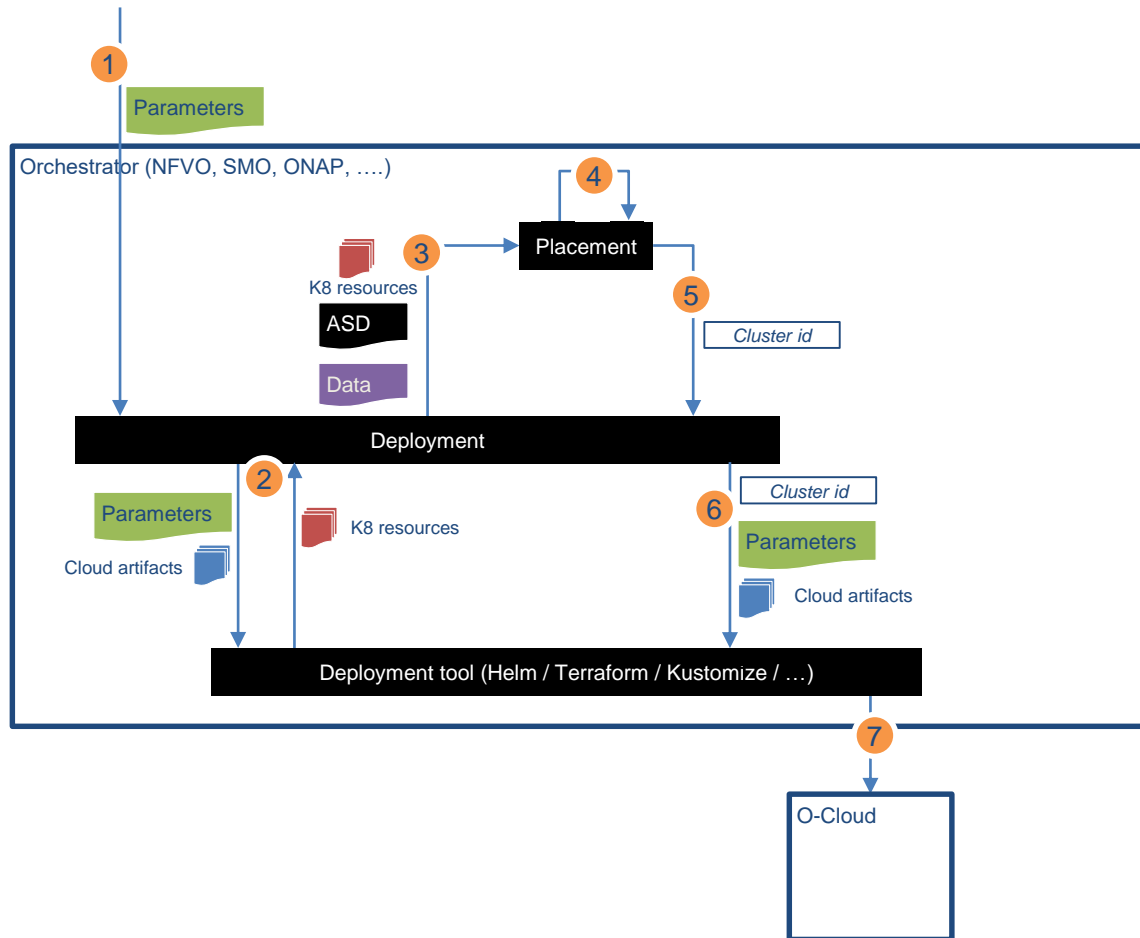 1
Parameters
Orchestrator (NFVO, SMO, ONAP, ….)
4
3
Placement
K8 resources
5
ASD
Cluster id
Data
Deployment
2
Cluster id
6
Parameters
K8 resources
Parameters
Cloud artifacts
Cloud artifacts
Deployment tool (Helm / Terraform / Kustomize / …)
7
O-Cloud